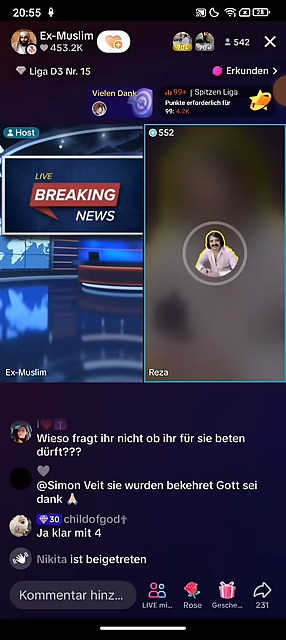 20:55
28
Ex-Muslim
453.2K
70+
542
Liga D3 Nr. 15
Erkunden >
Vielen Dank
99+ | Spitzen Liga
Punkte erforderlich für
99: 4.2K
Host
552
LIVE
BREAKING
NEWS
Ex-Muslim
Reza
Wieso fragt ihr nicht ob ihr für sie beten
dürft???
@Simon Veit sie wurden bekehret Gott sei
dank 🙏🏻
30 childofgod✝
Ja klar mit 4
Nikita ist beigetreten
Kommentar hinz...
LIVE mi...
Rose
Gesche...
231